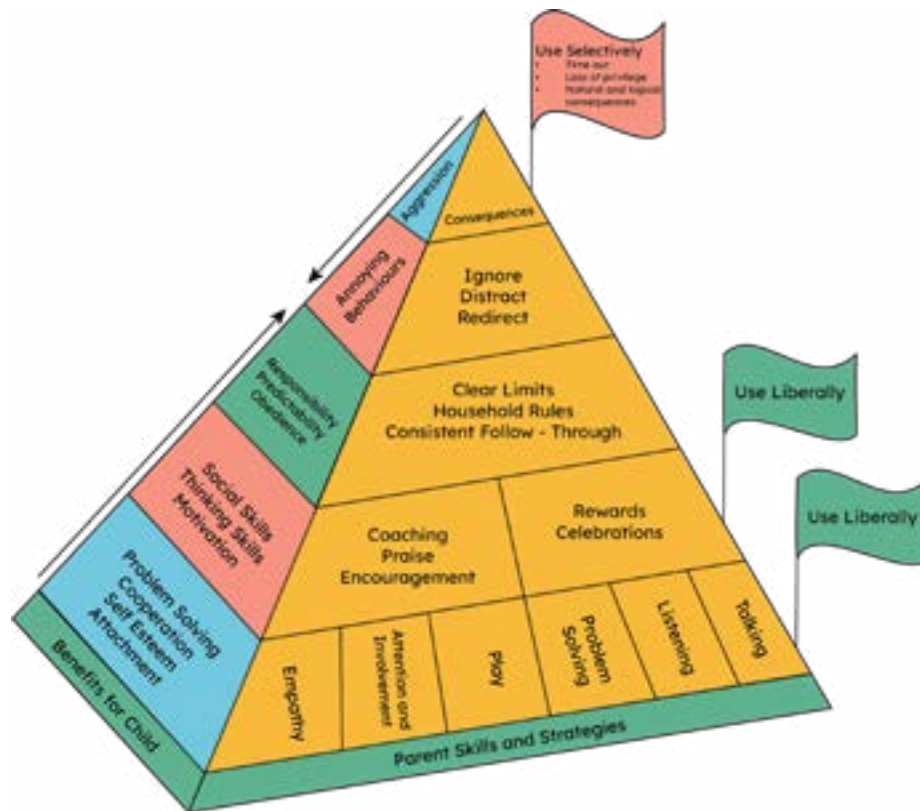 Use Selectively
• Time out
• Loss of privilege
• Natural and logical
consequences
Aggression
Consequences
Annoying
Behaviours
Ignore
Distract
Redirect
Responsibility
Predictability
Obedience
Clear Limits
Household Rules
Consistent Follow - Through
Use Liberally
Social Skills
Thinking Skills
Motivation
Coaching
Praise
Encouragement
Rewards
Celebrations
Use Liberally
Problem Solving
Cooperation
Self Esteem
Attachment
Empathy
Attention and
Involvement
Play
Problem
Solving
Listening
Talking
Benefits for Child
Parent Skills and Strategies